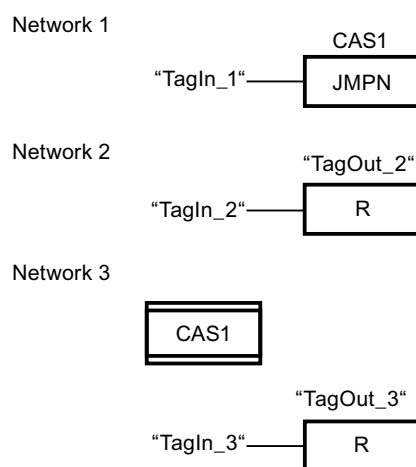 Network 1
CAS1
“TagIn_1“
JMPN
Network 2
“TagOut_2“
“TagIn_2“
R
Network 3
CAS1
“TagOut_3“
“TagIn_3“
R